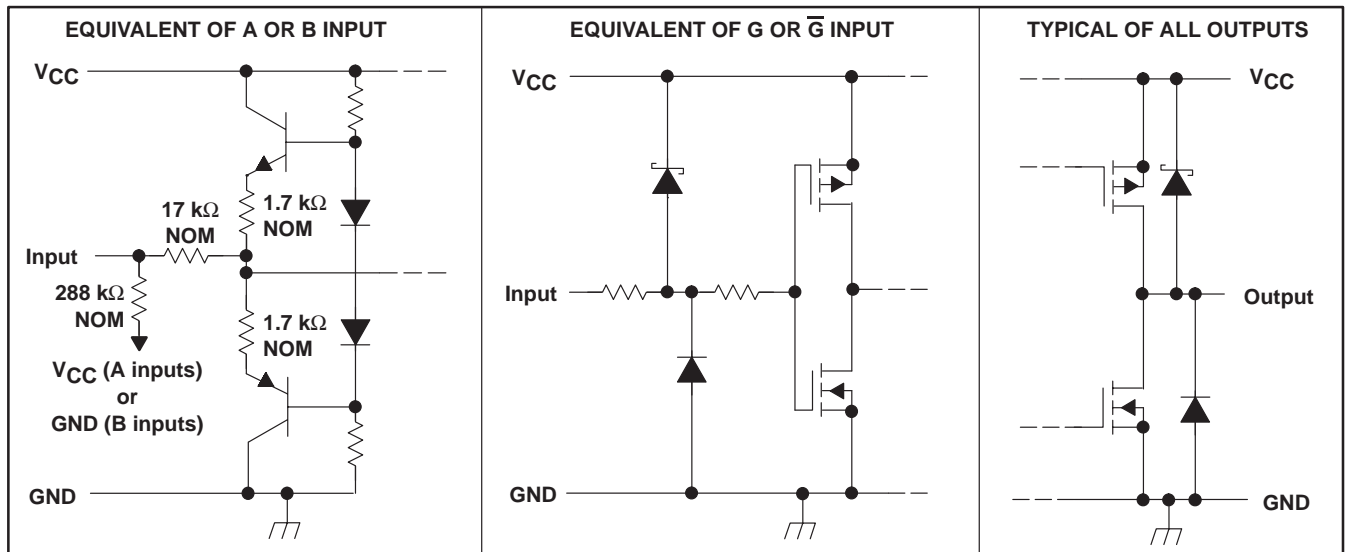 EQUIVALENT OF A OR B INPUT
VCC
17 kΩ
NOM
1.7 kΩ
NOM
Input
288 kΩ
NOM
1.7 kΩ
NOM
VCC (A inputs)
or
GND (B inputs)
GND
EQUIVALENT OF G OR G̅ INPUT
VCC
Input
GND
TYPICAL OF ALL OUTPUTS
VCC
Output
GND